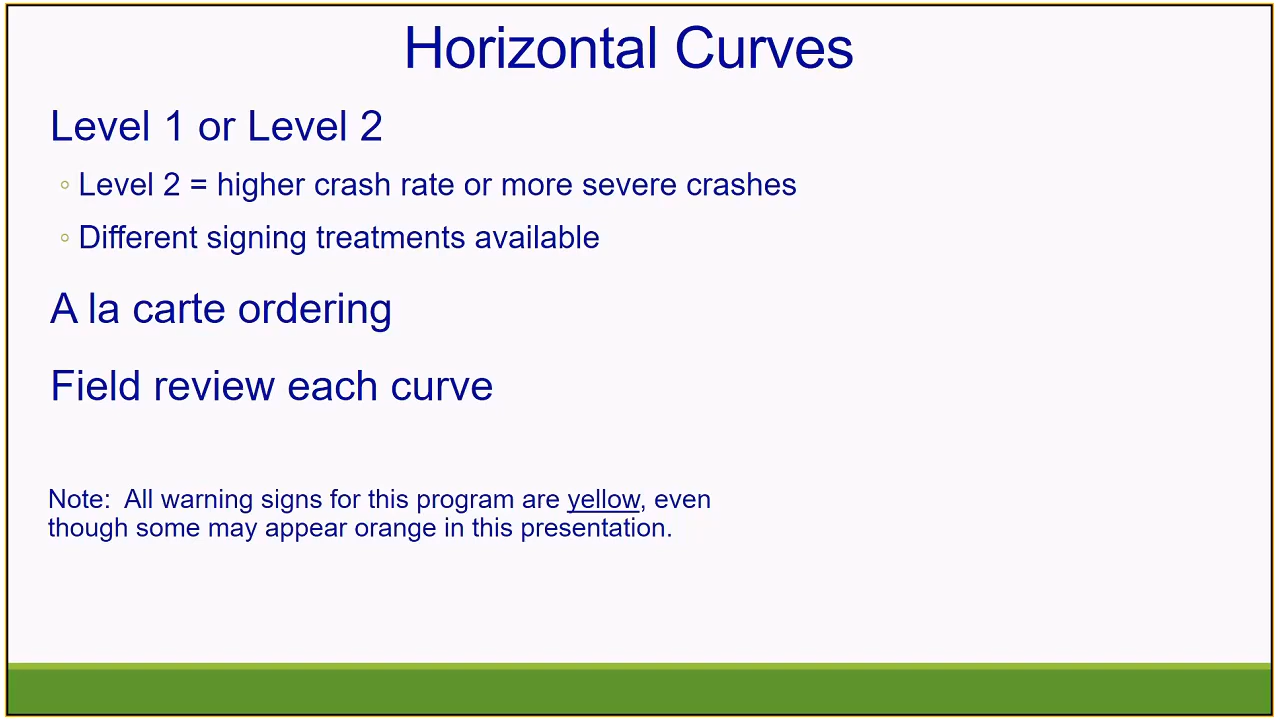 Horizontal Curves
Level 1 or Level 2
◦ Level 2 = higher crash rate or more severe crashes
◦ Different signing treatments available
A la carte ordering
Field review each curve
Note:  All warning signs for this program are yellow, even
though some may appear orange in this presentation.